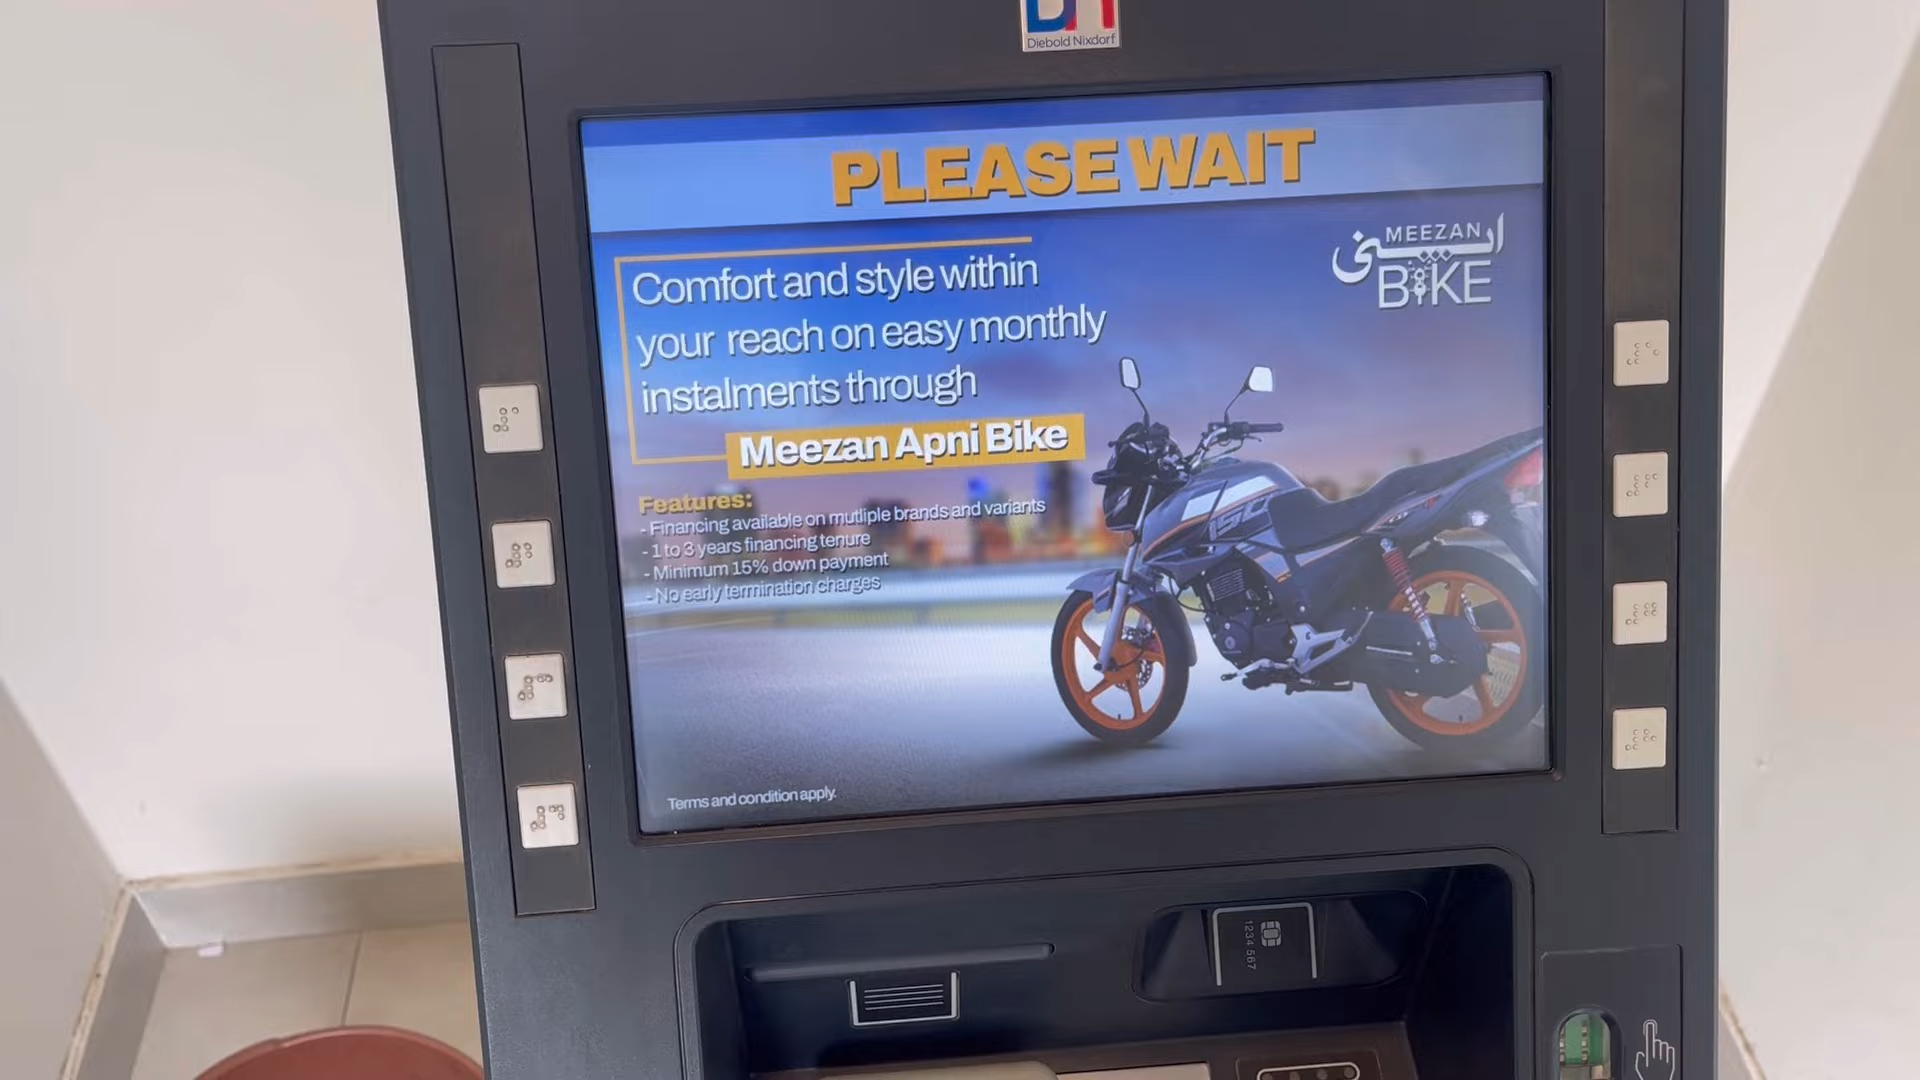 Diebold Nixdorf
PLEASE WAIT
MEEZAN
اپنی
BIKE
Comfort and style within
your reach on easy monthly
instalments through
Meezan Apni Bike
Features:
- Financing available on mutliple brands and variants
- 1 to 3 years financing tenure
- Minimum 15% down payment
- No early termination charges
150
Terms and condition apply.
1234 567